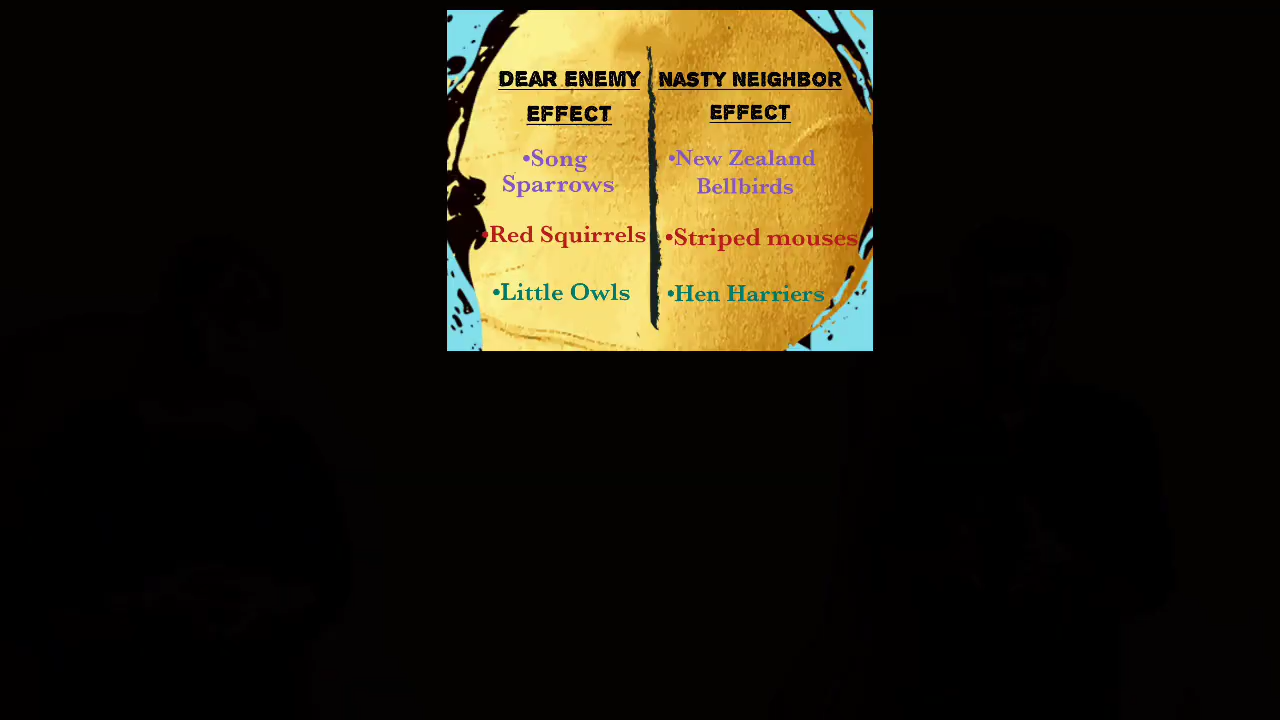 DEAR ENEMY
EFFECT
•Song
Sparrows
•Red Squirrels
•Little Owls
NASTY NEIGHBOR
EFFECT
•New Zealand
Bellbirds
•Striped mouses
•Hen Harriers